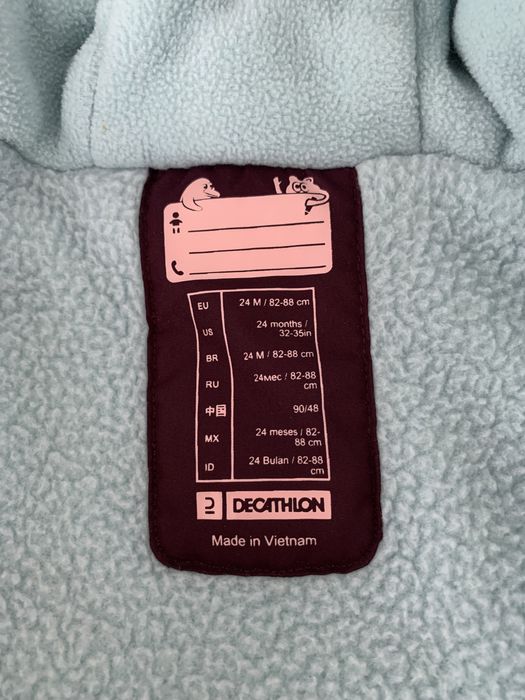 EU 24 M / 82-88 cm
US 24 months /
32-35in
BR 24 M / 82-88 cm
RU 24мес / 82-88
cm
中国 90/48
MX 24 meses / 82-
88 cm
ID 24 Bulan / 82-88
cm
DECATHLON
Made in Vietnam